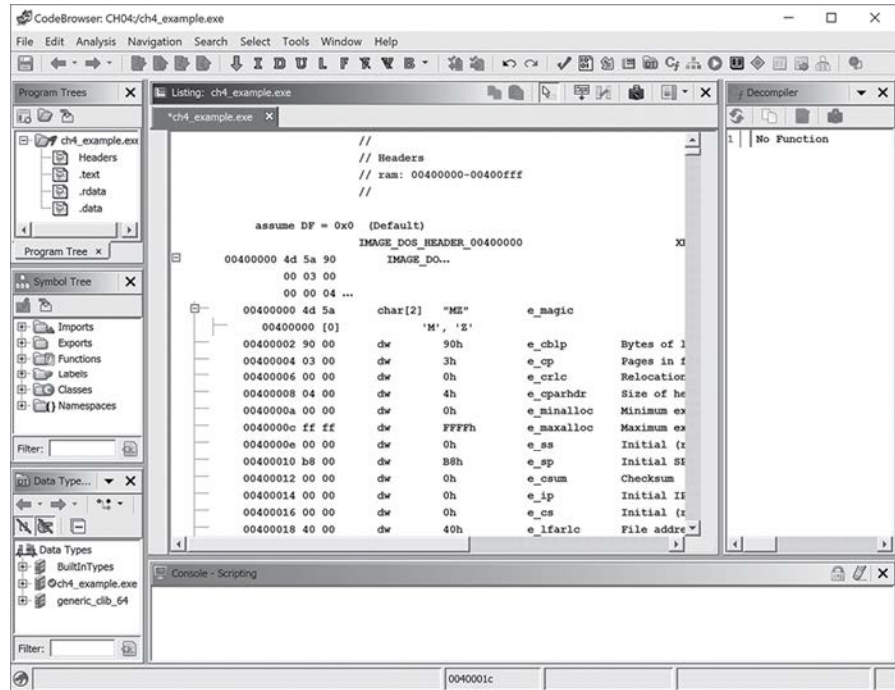 CodeBrowser: CH04:/ch4_example.exe
File Edit Analysis Navigation Search Select Tools Window Help
I D U L F R V B
Program Trees
ch4_example.exe
Headers
.text
.rdata
.data
Program Tree
Symbol Tree
Imports
Exports
Functions
Labels
Classes
Namespaces
Filter:
Data Type...
Data Types
BuiltInTypes
ch4_example.exe
generic_clib_64
Filter:
Listing: ch4_example.exe
*ch4_example.exe
//
// Headers
// ram: 00400000-00400fff
//
assume DF = 0x0 (Default)
IMAGE_DOS_HEADER_00400000
00400000 4d 5a 90 IMAGE_DO...
00 03 00
00 00 04 ...
00400000 4d 5a char[2] "MZ" e_magic
00400000 [0] 'M', 'Z'
00400002 90 00 dw 90h e_cblp Bytes of
00400004 03 00 dw 3h e_cp Pages in
00400006 00 00 dw 0h e_crlc Relocation
00400008 04 00 dw 4h e_cparhdr Size of he
0040000a 00 00 dw 0h e_minalloc Minimum ex
0040000c ff ff dw FFFFh e_maxalloc Maximum ex
0040000e 00 00 dw 0h e_ss Initial (r
00400010 b8 00 dw B8h e_sp Initial SP
00400012 00 00 dw 0h e_csum Checksum
00400014 00 00 dw 0h e_ip Initial IP
00400016 00 00 dw 0h e_cs Initial (r
00400018 40 00 dw 40h e_lfarlc File addre
Decompiler
1 No Function
Console - Scripting
0040001c